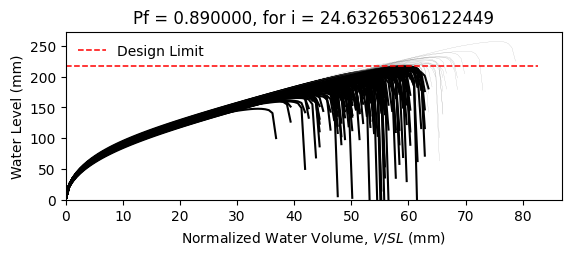 Pf = 0.890000, for i = 24.63265306122449
Design Limit
Water Level (mm)
250
200
150
100
50
0
0 10 20 30 40 50 60 70 80
Normalized Water Volume, V/SL (mm)